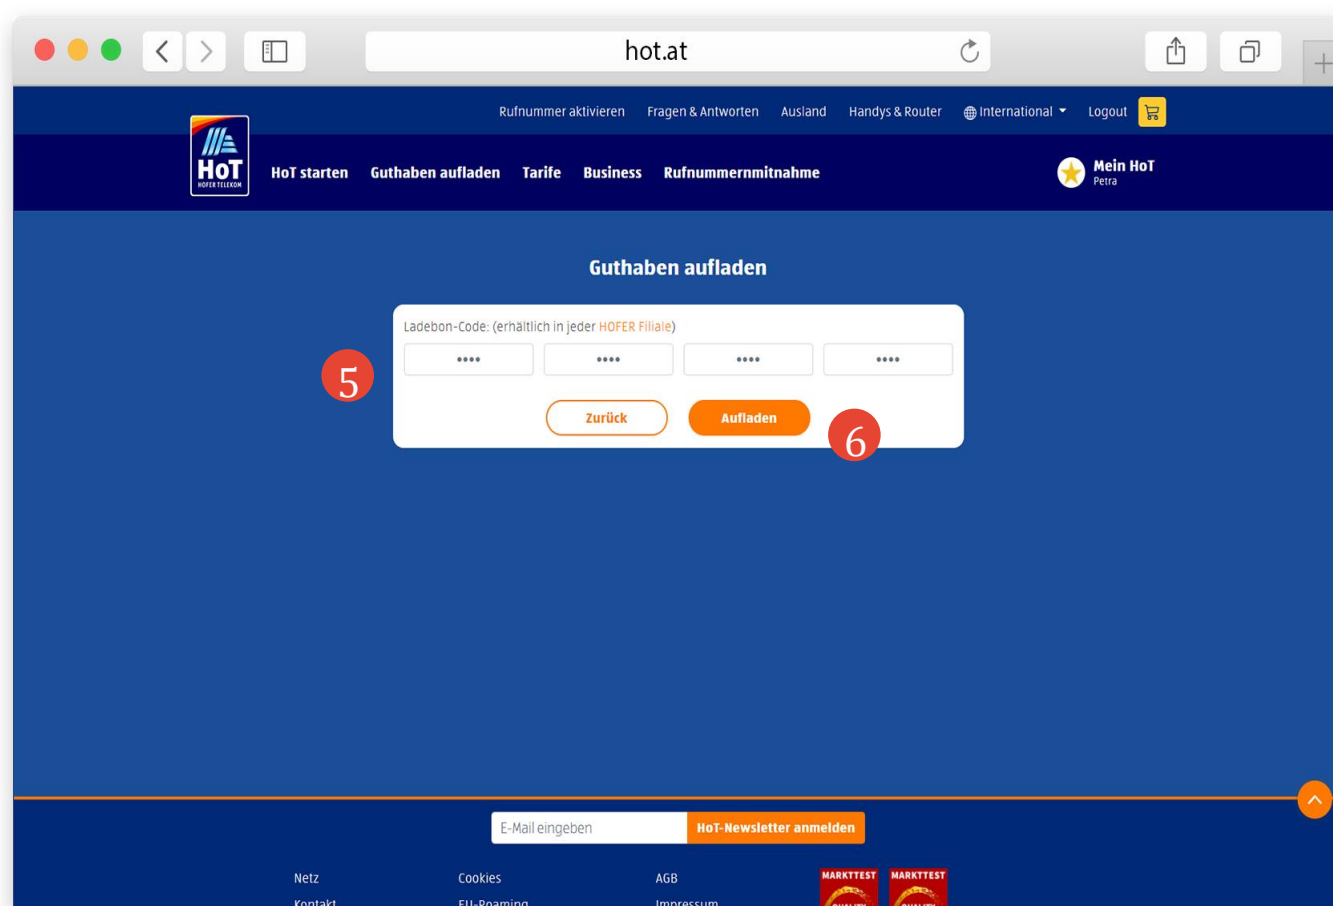 hot.at
Rufnummer aktivieren Fragen & Antworten Ausland Handys & Router International Logout
HoT
HOFER TELEKOM
HoT starten Guthaben aufladen Tarife Business Rufnummernmitnahme
Mein HoT
Petra
Guthaben aufladen
Ladebon-Code: (erhältlich in jeder HOFER Filiale)
•••• •••• •••• ••••
5
Zurück Aufladen
6
E-Mail eingeben HoT-Newsletter anmelden
Netz Cookies AGB MARKTTEST MARKTTEST
Kontakt EU-Roaming Impressum QUALITY QUALITY